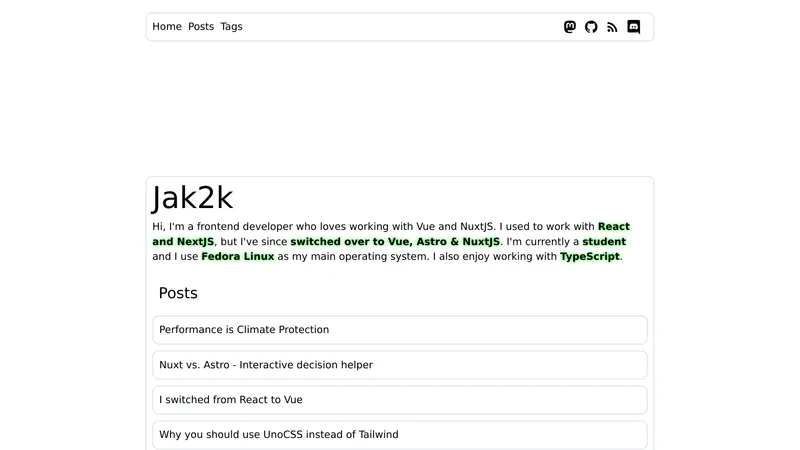 Home Posts Tags
Jak2k
Hi, I'm a frontend developer who loves working with Vue and NuxtJS. I used to work with React
and NextJS, but I've since switched over to Vue, Astro & NuxtJS. I'm currently a student
and I use Fedora Linux as my main operating system. I also enjoy working with TypeScript.
Posts
Performance is Climate Protection
Nuxt vs. Astro - Interactive decision helper
I switched from React to Vue
Why you should use UnoCSS instead of Tailwind